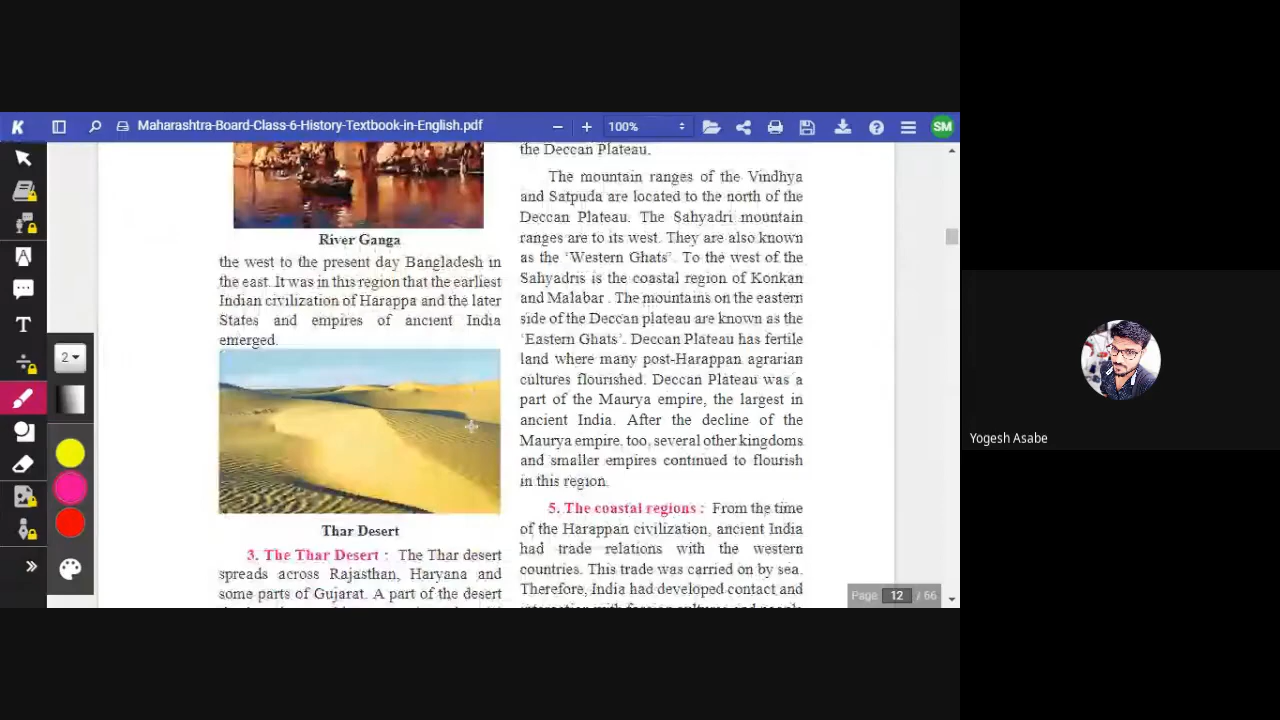 K
Maharashtra-Board-Class-6-History-Textbook-in-English.pdf
100%
SM
2
River Ganga
the west to the present day Bangladesh in
the east. It was in this region that the earliest
Indian civilization of Harappa and the later
States and empires of ancient India
emerged.
Thar Desert
3. The Thar Desert : The Thar desert
spreads across Rajasthan, Haryana and
some parts of Gujarat. A part of the desert
the Deccan Plateau.
The mountain ranges of the Vindhya
and Satpuda are located to the north of the
Deccan Plateau. The Sahyadri mountain
ranges are to its west. They are also known
as the 'Western Ghats'. To the west of the
Sahyadris is the coastal region of Konkan
and Malabar . The mountains on the eastern
side of the Deccan plateau are known as the
'Eastern Ghats'. Deccan Plateau has fertile
land where many post-Harappan agrarian
cultures flourished. Deccan Plateau was a
part of the Maurya empire, the largest in
ancient India. After the decline of the
Maurya empire, too, several other kingdoms
and smaller empires continued to flourish
in this region.
5. The coastal regions : From the time
of the Harappan civilization, ancient India
had trade relations with the western
countries. This trade was carried on by sea.
Therefore, India had developed contact and
Page 12 / 66
Yogesh Asabe